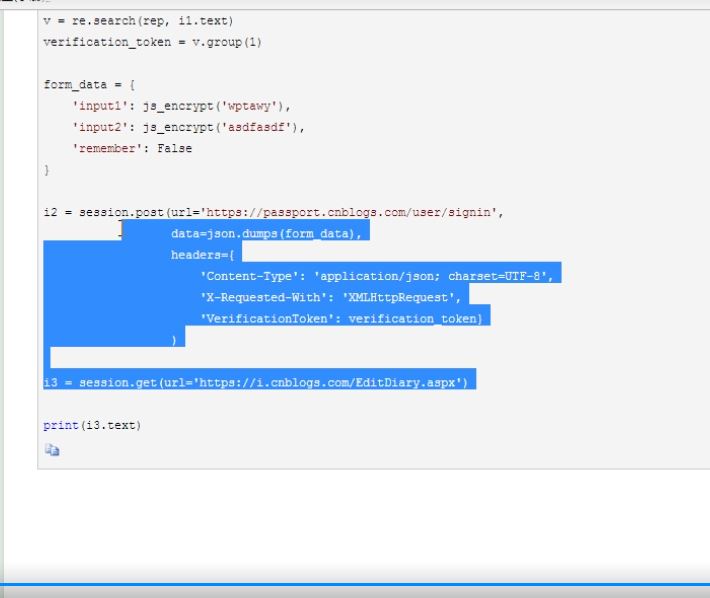 v = re.search(rep, i1.text)
verification_token = v.group(1)
form_data = {
    'input1': js_encrypt('wptawy'),
    'input2': js_encrypt('asdfasdf'),
    'remember': False
}
i2 = session.post(url='https://passport.cnblogs.com/user/signin',
                  data=json.dumps(form_data),
                  headers={
                      'Content-Type': 'application/json; charset=UTF-8',
                      'X-Requested-With': 'XMLHttpRequest',
                      'VerificationToken': verification_token}
                  )
i3 = session.get(url='https://i.cnblogs.com/EditDiary.aspx')
print(i3.text)